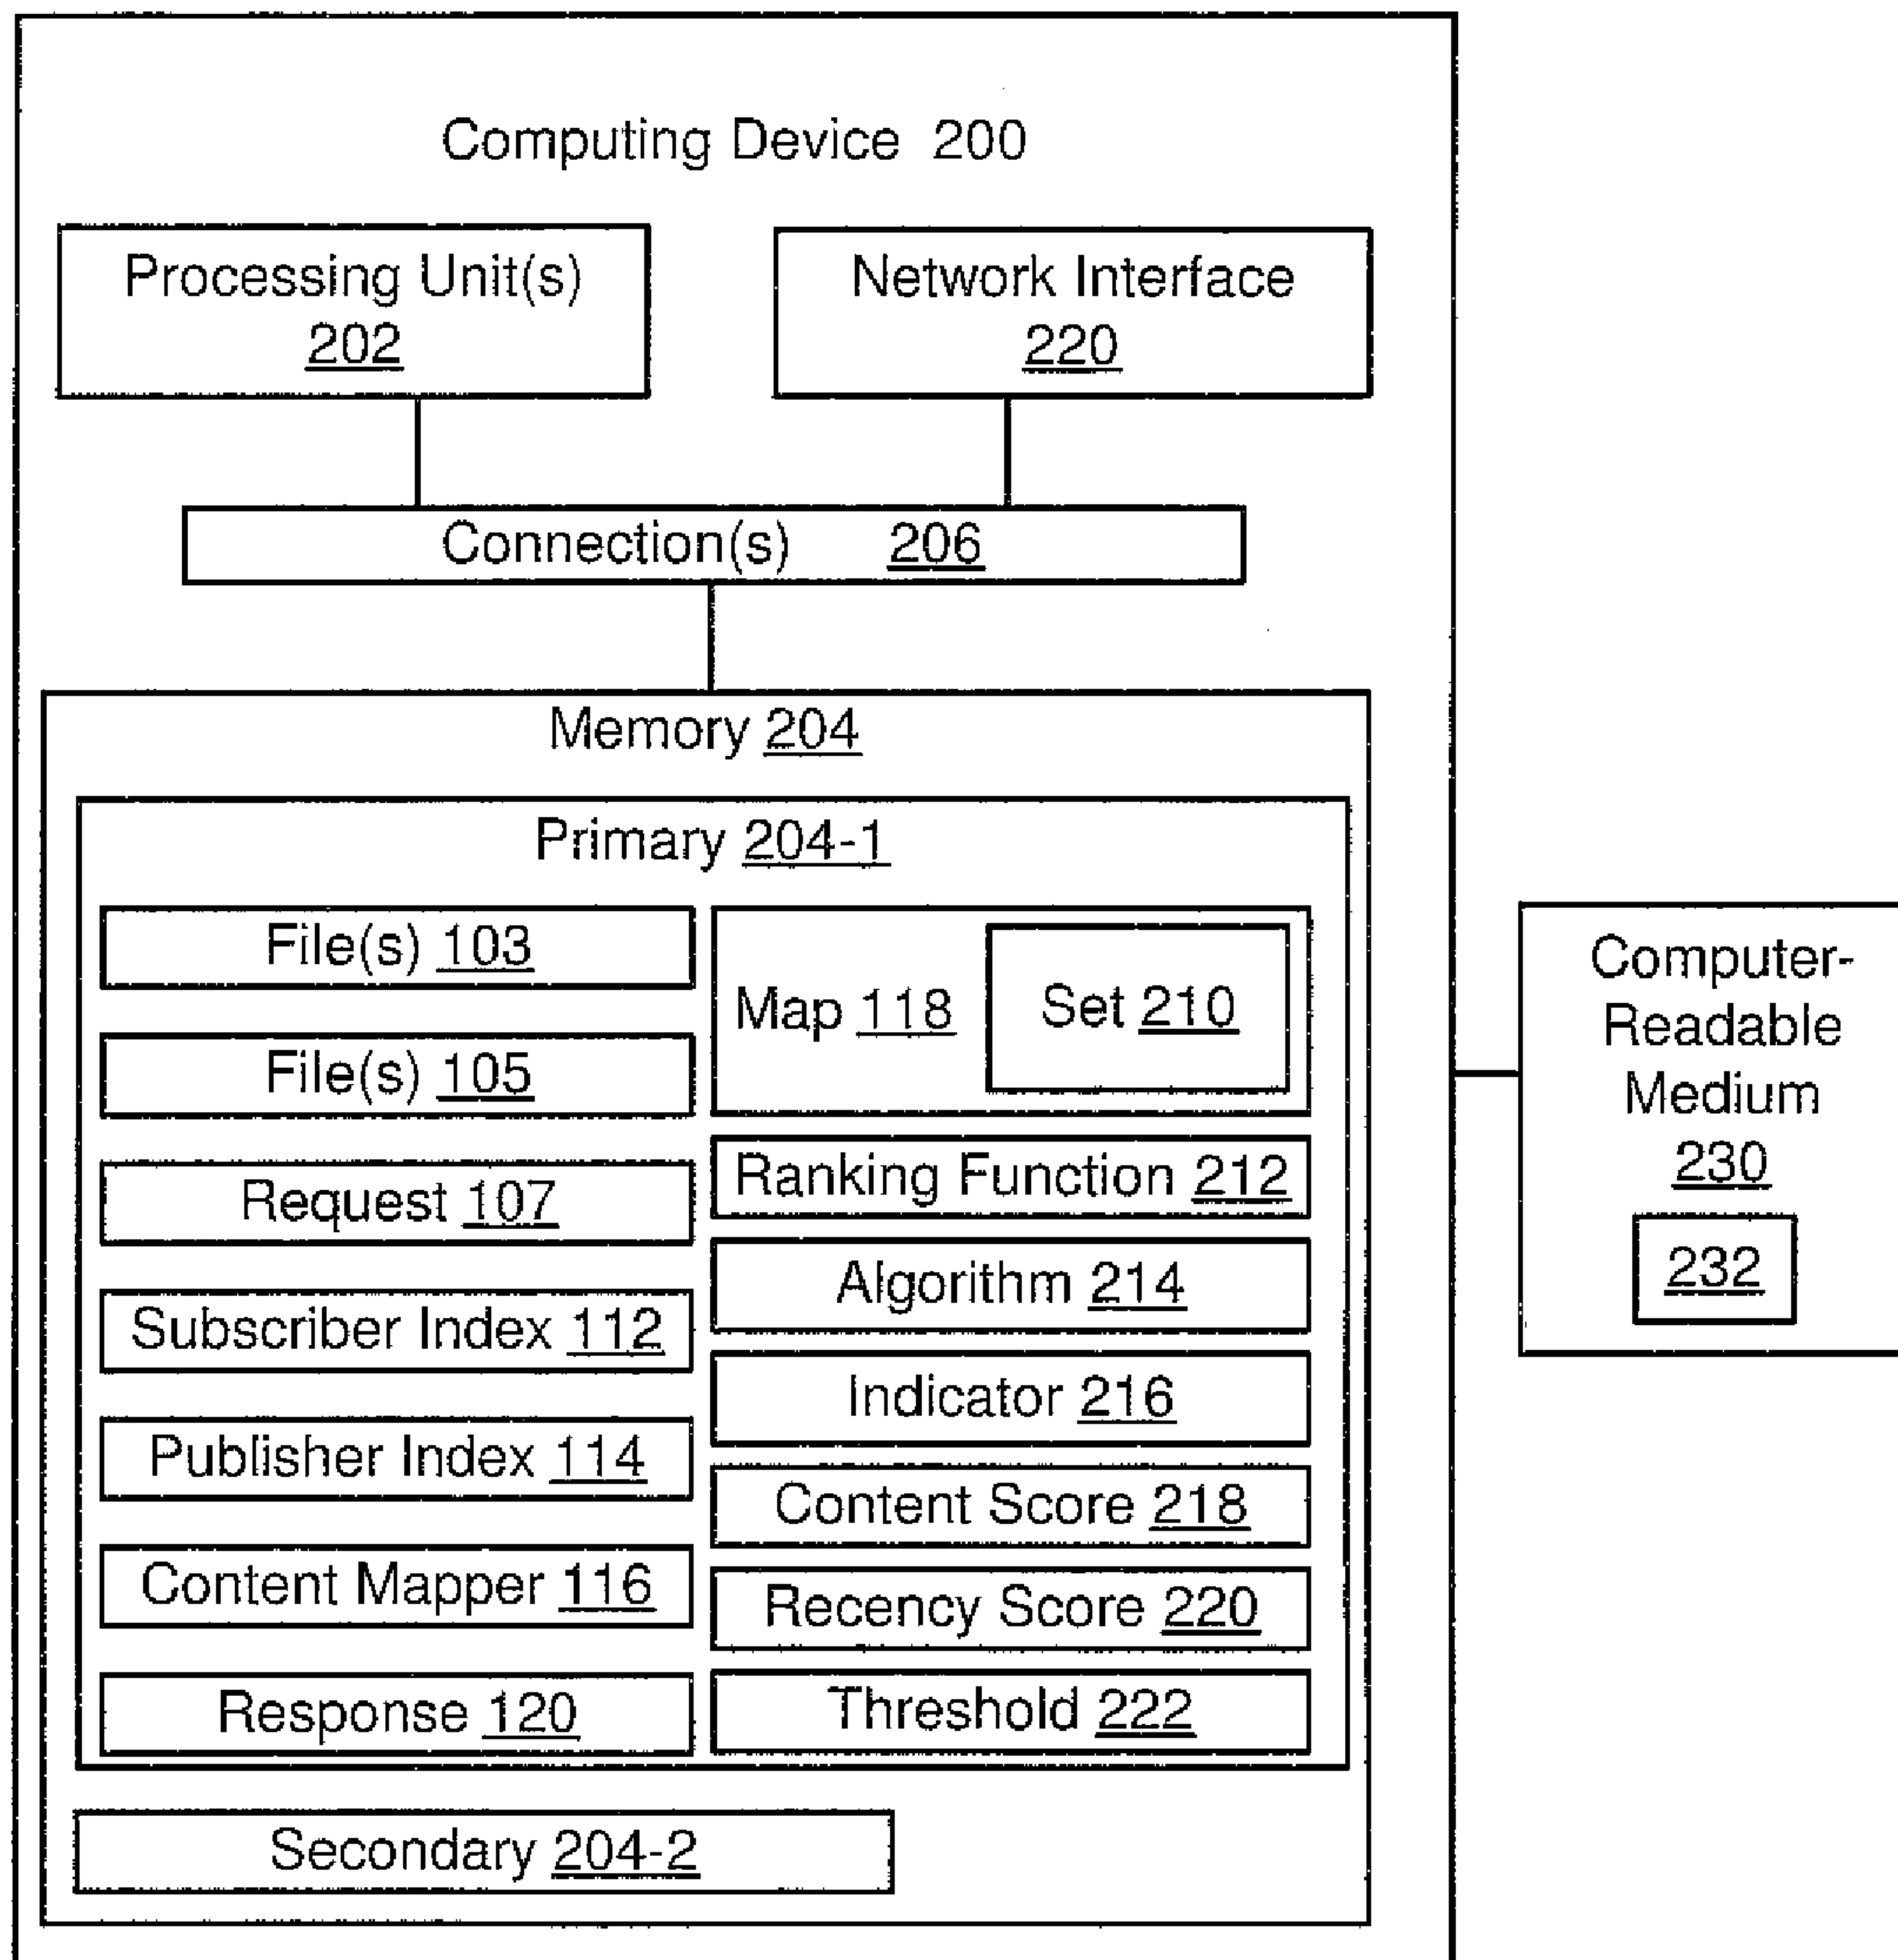 Computing Device 200
Processing Unit(s)
202
Network Interface
220
Connection(s) 206
Memory 204
Primary 204-1
File(s) 103
File(s) 105
Request 107
Subscriber Index 112
Publisher Index 114
Content Mapper 116
Response 120
Map 118
Set 210
Ranking Function 212
Algorithm 214
Indicator 216
Content Score 218
Recency Score 220
Threshold 222
Secondary 204-2
Computer-
Readable
Medium
230
232